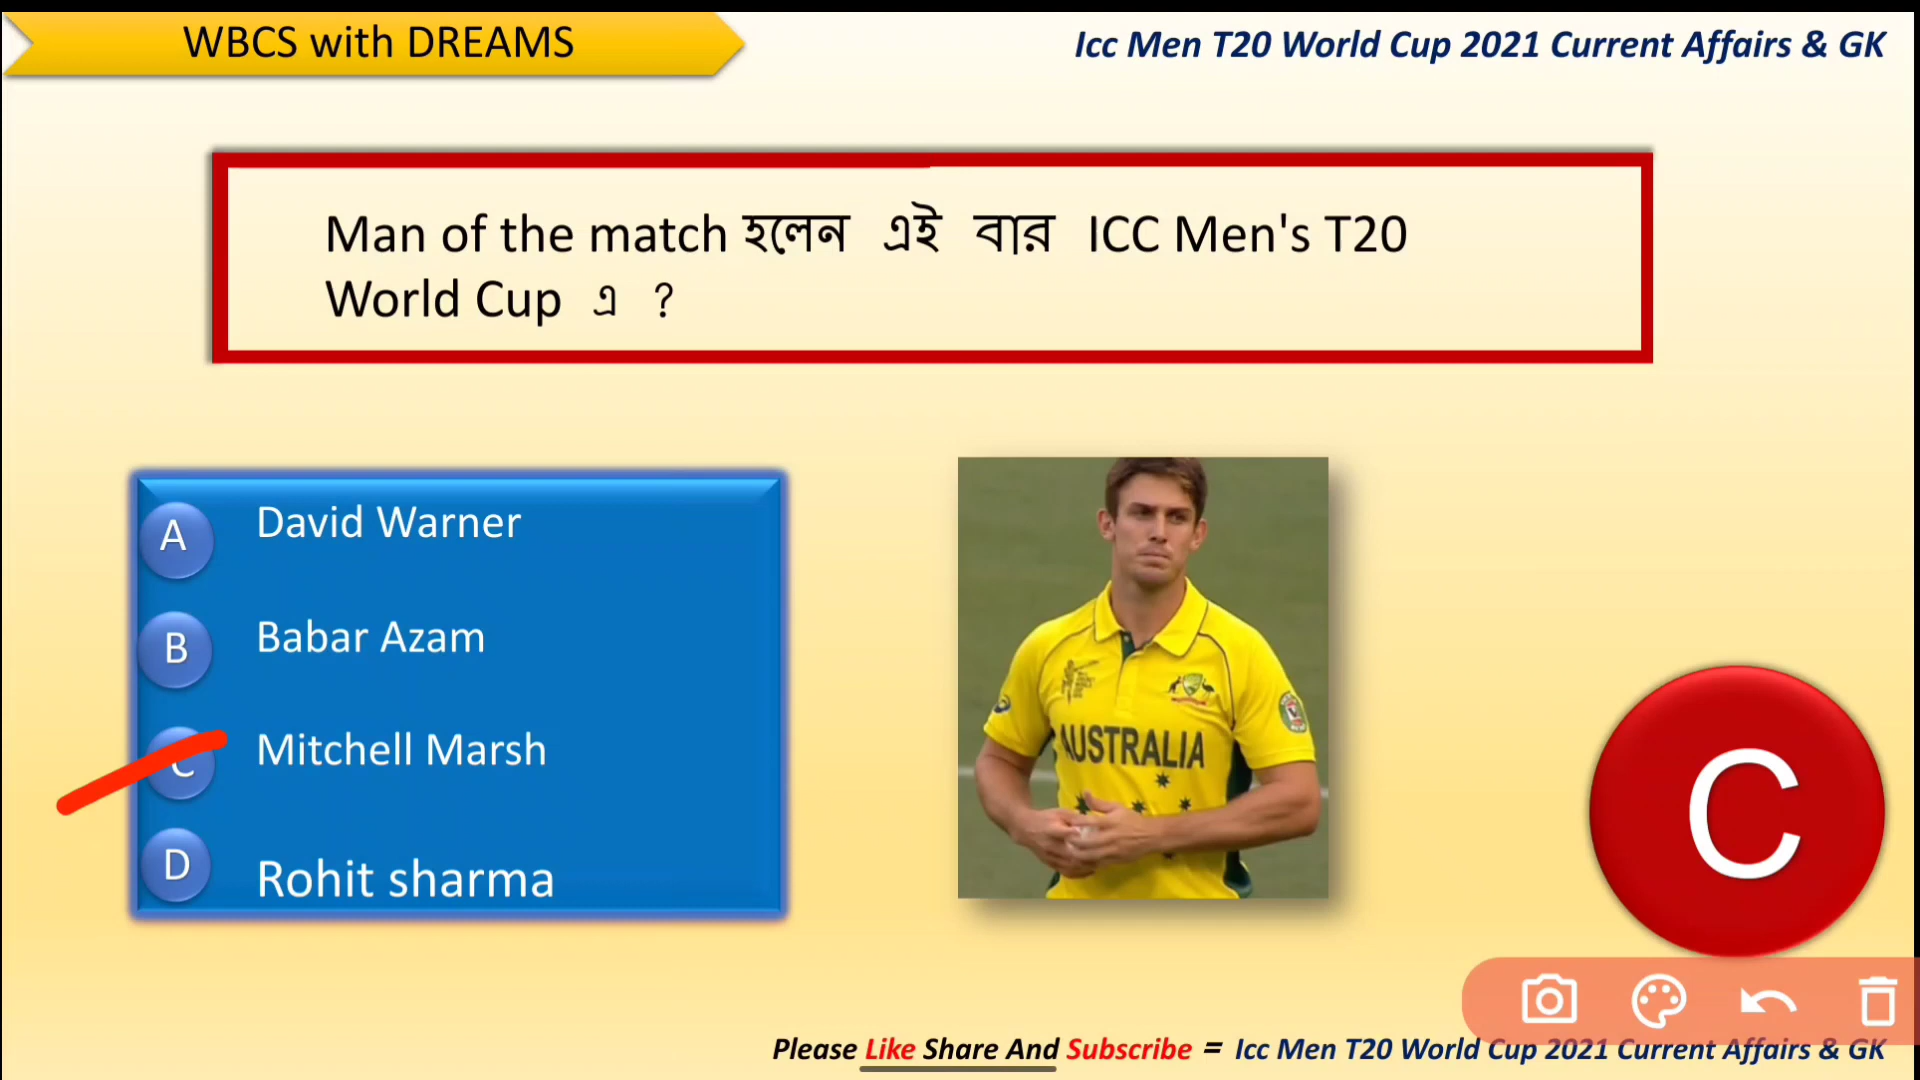 WBCS with DREAMS
Icc Men T20 World Cup 2021 Current Affairs & GK
Man of the match হলেন এই বার ICC Men's T20
World Cup এ ?
A David Warner
B Babar Azam
C Mitchell Marsh
D Rohit sharma
AUSTRALIA
C
Please Like Share And Subscribe = Icc Men T20 World Cup 2021 Current Affairs & GK